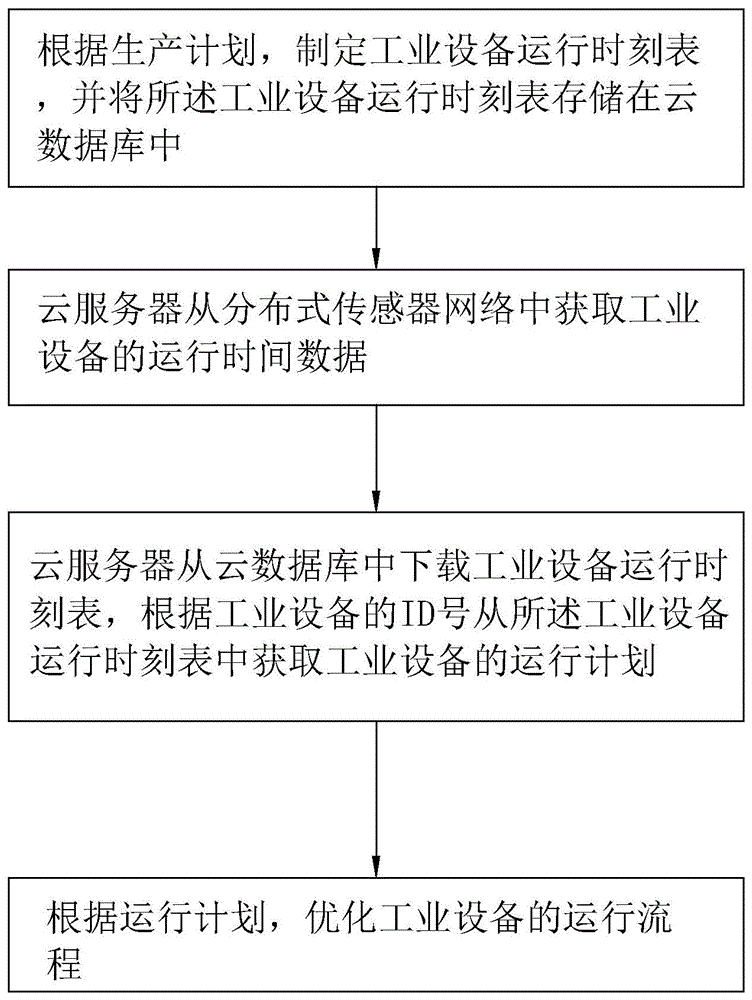 根据生产计划，制定工业设备运行时刻表
，并将所述工业设备运行时刻表存储在云
数据库中
云服务器从分布式传感器网络中获取工业
设备的运行时间数据
云服务器从云数据库中下载工业设备运行时
刻表，根据工业设备的ID号从所述工业设备
运行时刻表中获取工业设备的运行计划
根据运行计划，优化工业设备的运行流
程